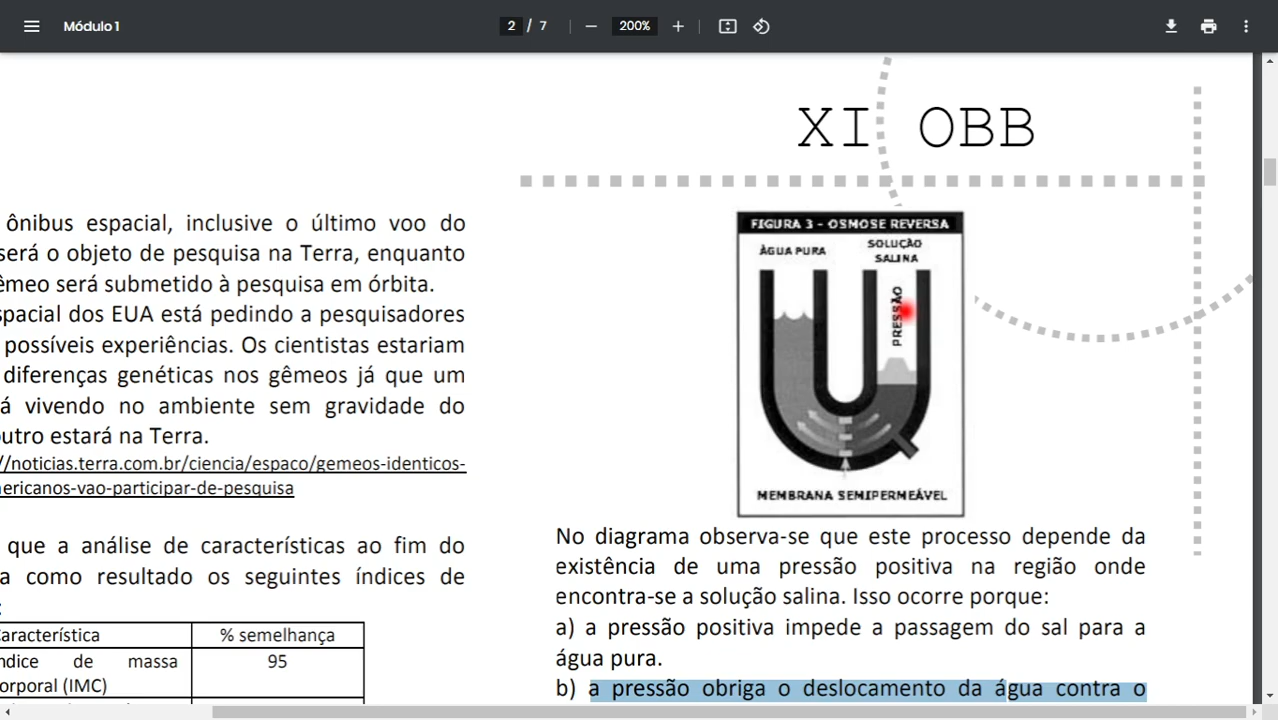 Módulo1
2 / 7
200%
XI OBB
ônibus espacial, inclusive o último voo do
será o objeto de pesquisa na Terra, enquanto
êmeo será submetido à pesquisa em órbita.
spacial dos EUA está pedindo a pesquisadores
possíveis experiências. Os cientistas estariam
diferenças genéticas nos gêmeos já que um
á vivendo no ambiente sem gravidade do
outro estará na Terra.
//noticias.terra.com.br/ciencia/espaco/gemeos-identicos-
ericanos-vao-participar-de-pesquisa
que a análise de características ao fim do
a como resultado os seguintes índices de
:
Característica % semelhança
ndice de massa 95
orporal (IMC)
FIGURA 3 - OSMOSE REVERSA
ÀGUA PURA
SOLUÇÃO
SALINA
PRESSÃO
MEMBRANA SEMIPERMEÁVEL
No diagrama observa-se que este processo depende da
existência de uma pressão positiva na região onde
encontra-se a solução salina. Isso ocorre porque:
a) a pressão positiva impede a passagem do sal para a
água pura.
b) a pressão obriga o deslocamento da água contra o